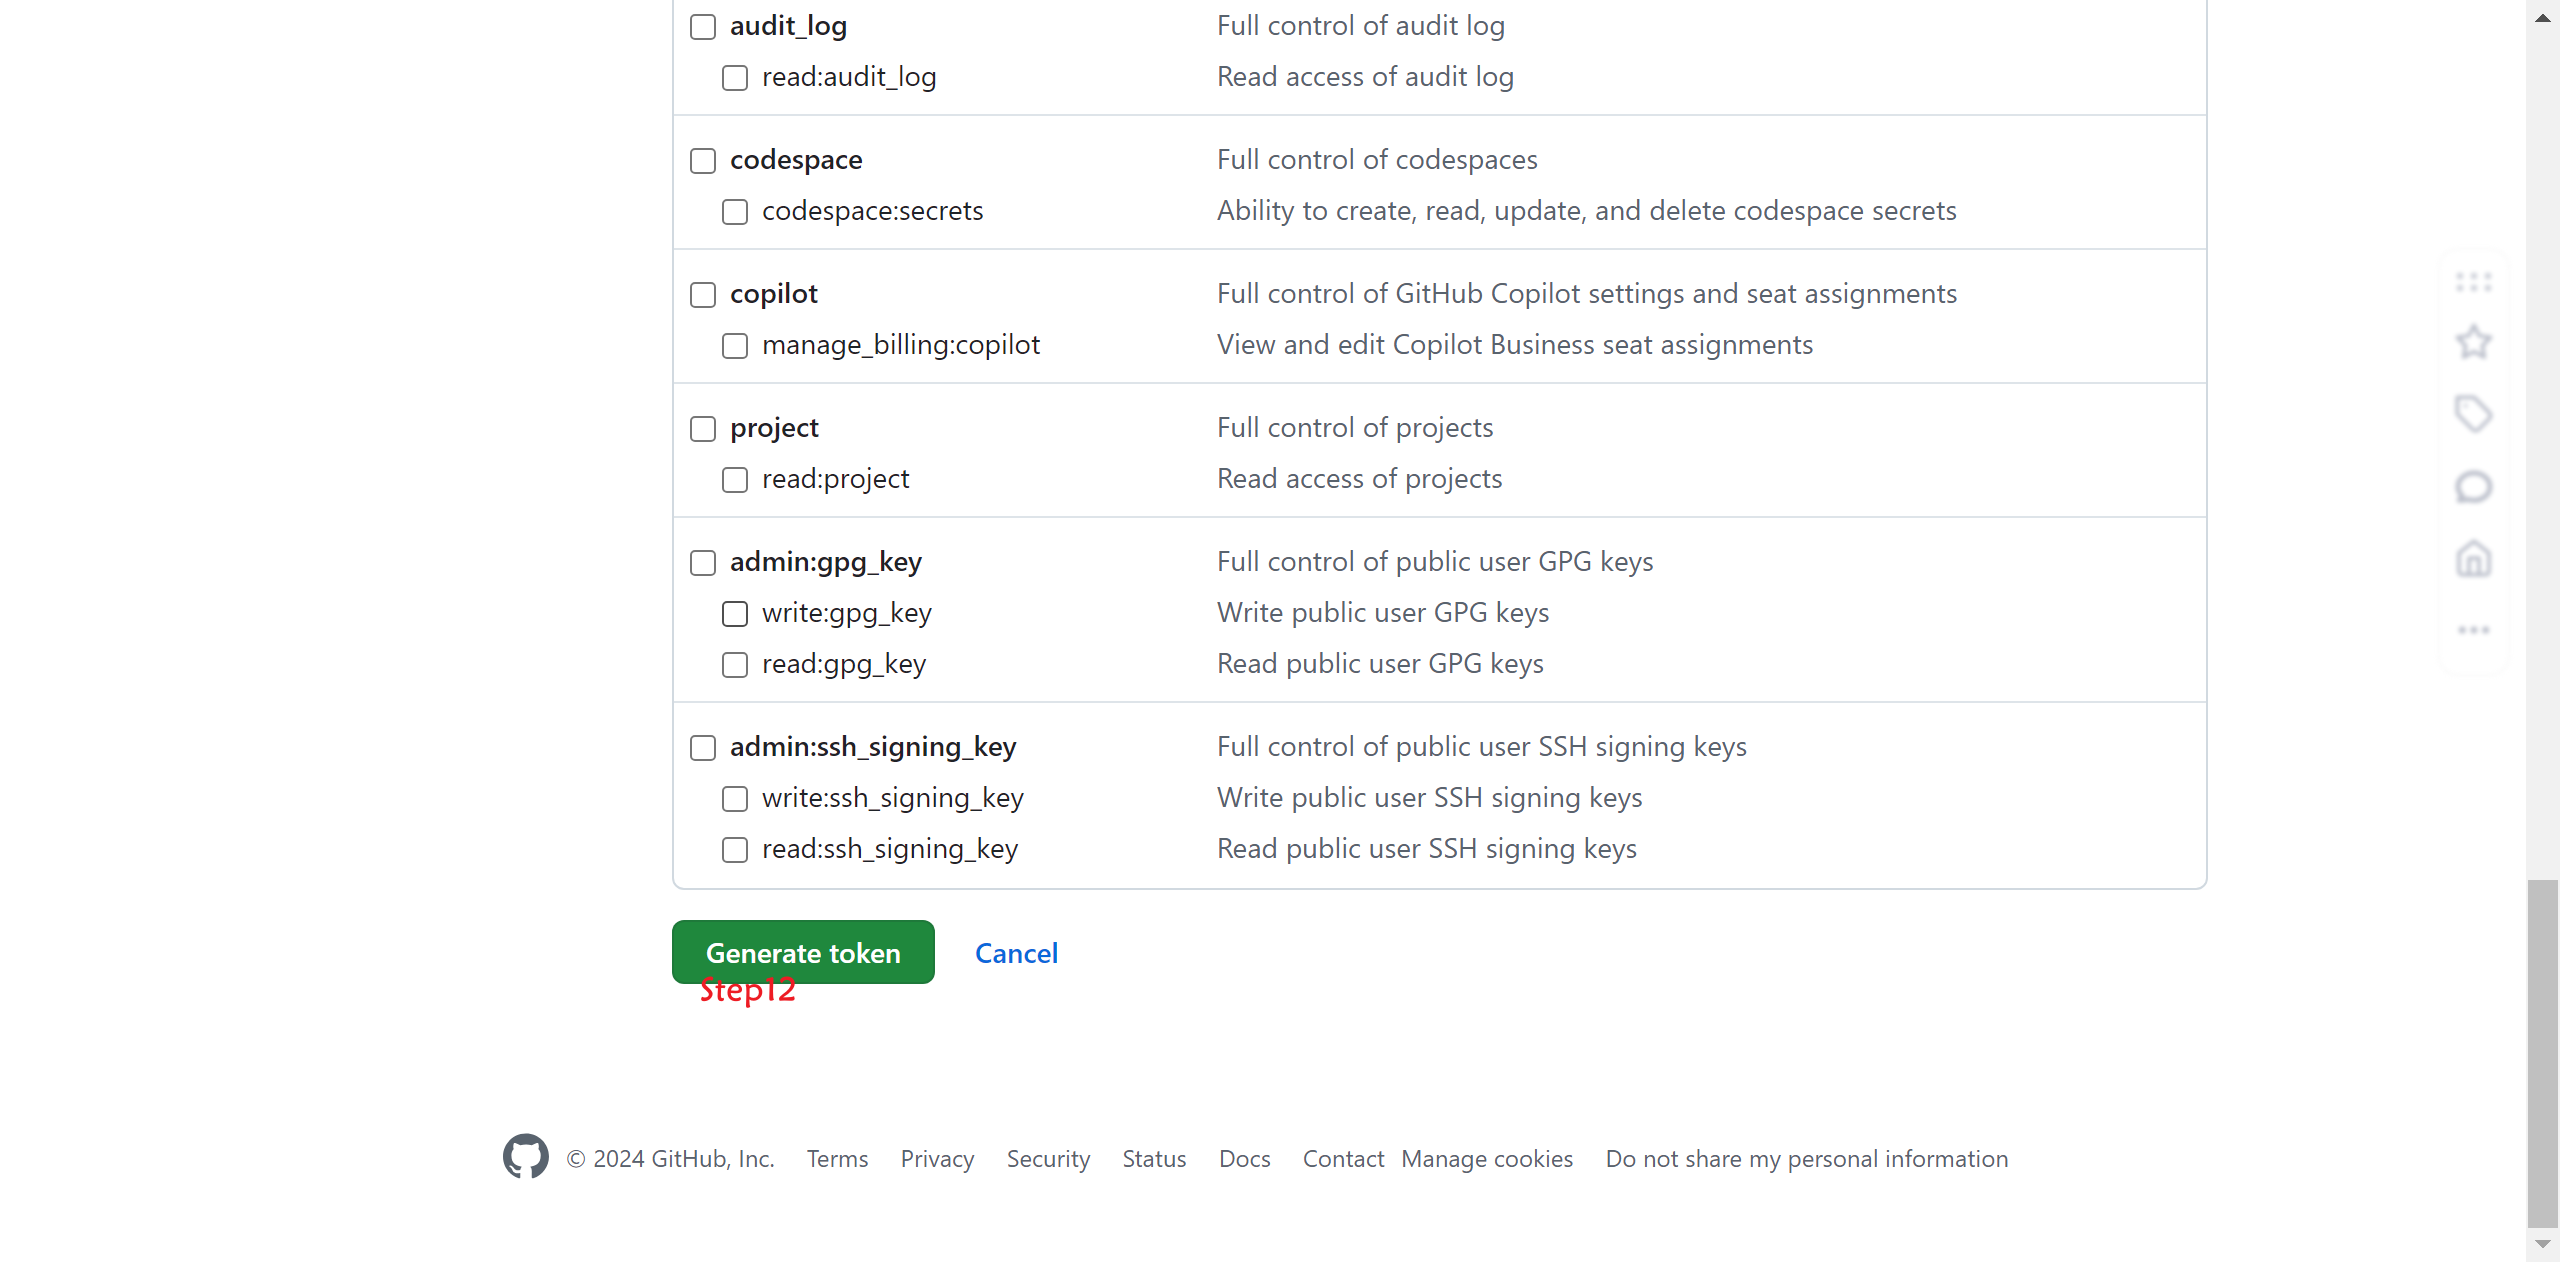 audit_log Full control of audit log
read:audit_log Read access of audit log
codespace Full control of codespaces
codespace:secrets Ability to create, read, update, and delete codespace secrets
copilot Full control of GitHub Copilot settings and seat assignments
manage_billing:copilot View and edit Copilot Business seat assignments
project Full control of projects
read:project Read access of projects
admin:gpg_key Full control of public user GPG keys
write:gpg_key Write public user GPG keys
read:gpg_key Read public user GPG keys
admin:ssh_signing_key Full control of public user SSH signing keys
write:ssh_signing_key Write public user SSH signing keys
read:ssh_signing_key Read public user SSH signing keys
Generate token Cancel
Step12
© 2024 GitHub, Inc. Terms Privacy Security Status Docs Contact Manage cookies Do not share my personal information